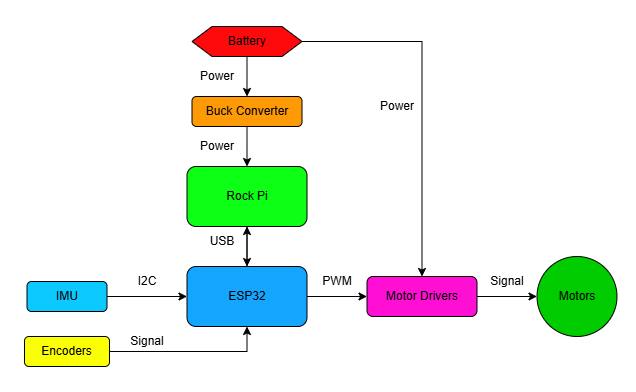 Battery
Power
Buck Converter
Power
Power
Rock Pi
USB
IMU
I2C
ESP32
PWM
Motor Drivers
Signal
Motors
Encoders
Signal